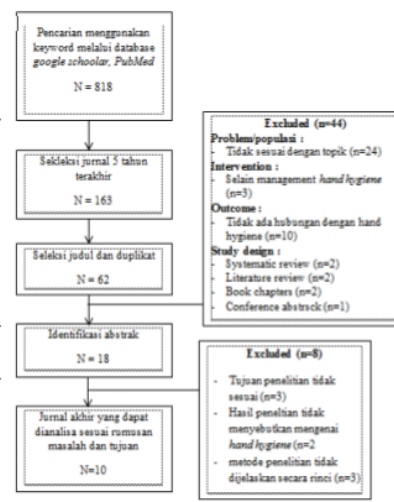 Pencarian menggunakan
keyword melalui database
google schoolar, PubMed
N = 818
Sekleksi jurnal 5 tahun
terakhir
N = 163
Seleksi judul dan duplikat
N = 62
Excluded (n=44)
Problem/populasi :
- Tidak sesuai dengan topik (n=24)
Intervention :
- Selain management hand hygiene
(n=3)
Outcome :
- Tidak ada hubungan dengan hand
hygiene (n=10)
Study design :
- Systematic review (n=2)
- Literature review (n=2)
- Book chapters (n=2)
- Conference abstrsck (n=1)
Identifikasi abstrak
N = 18
Excluded (n=8)
- Tujuan penelitian tidak
sesuai (n=3)
- Hasil peneltian tidak
menyebutkan mengenai
hand hygiene (n=2
- metode penelitian tidak
dijelaskan secara rinci (n=3)
Jurnal akhir yang dapat
dianalisa sesuai rumusan
masalah dan tujuan
N=10